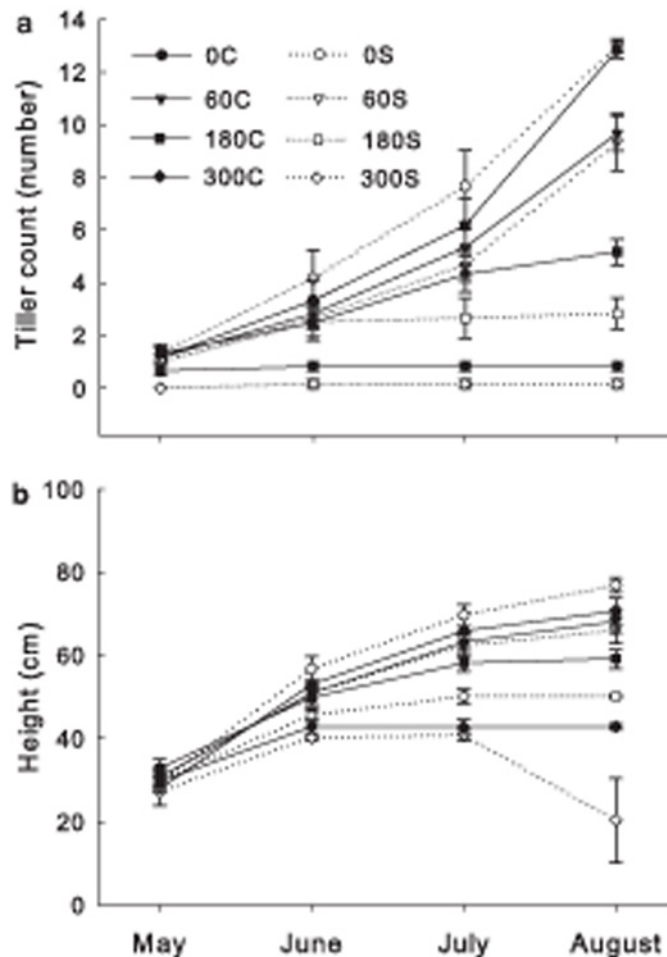 a
Tiller count (number)
14
12
10
8
6
4
2
0
0C 0S
60C 60S
180C 180S
300C 300S
b
Height (cm)
100
80
60
40
20
0
May June July August